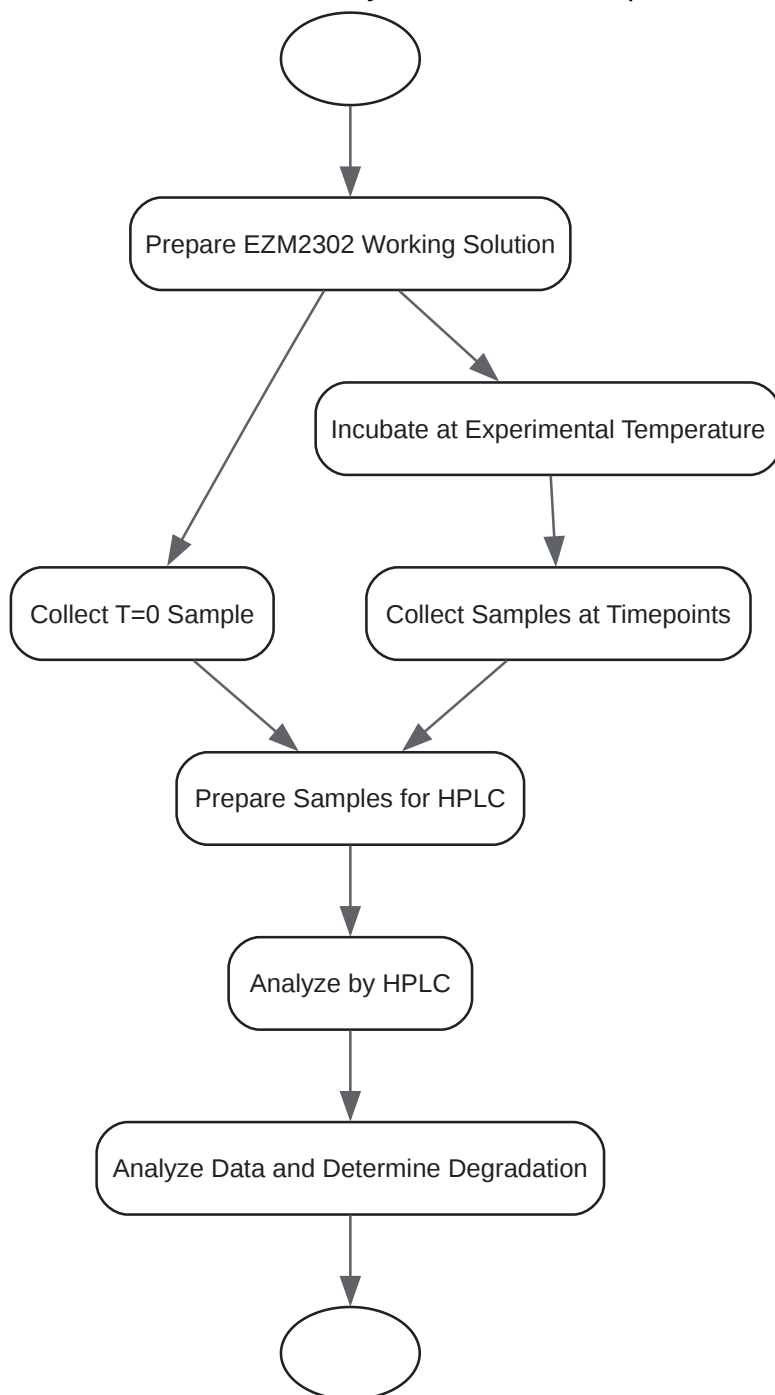 Prepare EZM2302 Working Solution
Incubate at Experimental Temperature
Collect T=0 Sample
Collect Samples at Timepoints
Prepare Samples for HPLC
Analyze by HPLC
Analyze Data and Determine Degradation